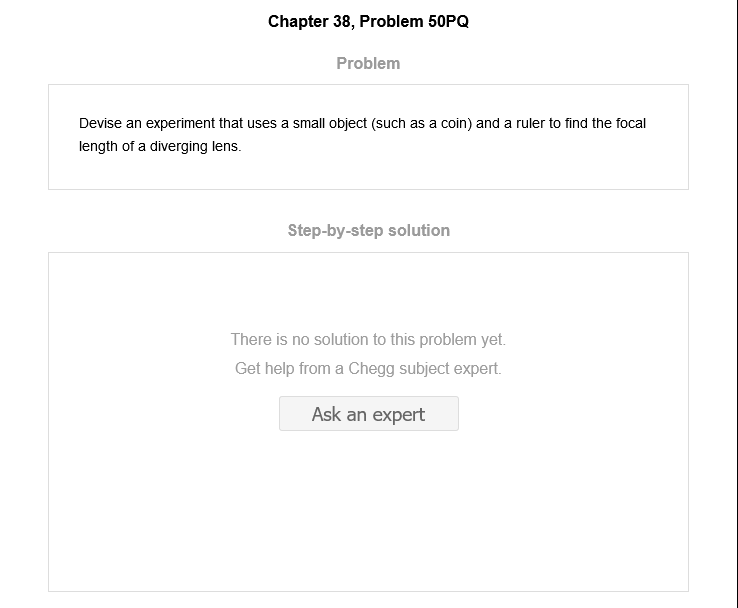 Chapter 38, Problem 50PQ
Problem
Devise an experiment that uses a small object (such as a coin) and a ruler to find the focal
length of a diverging lens.
Step-by-step solution
There is no solution to this problem yet.
Get help from a Chegg subject expert.
Ask an expert